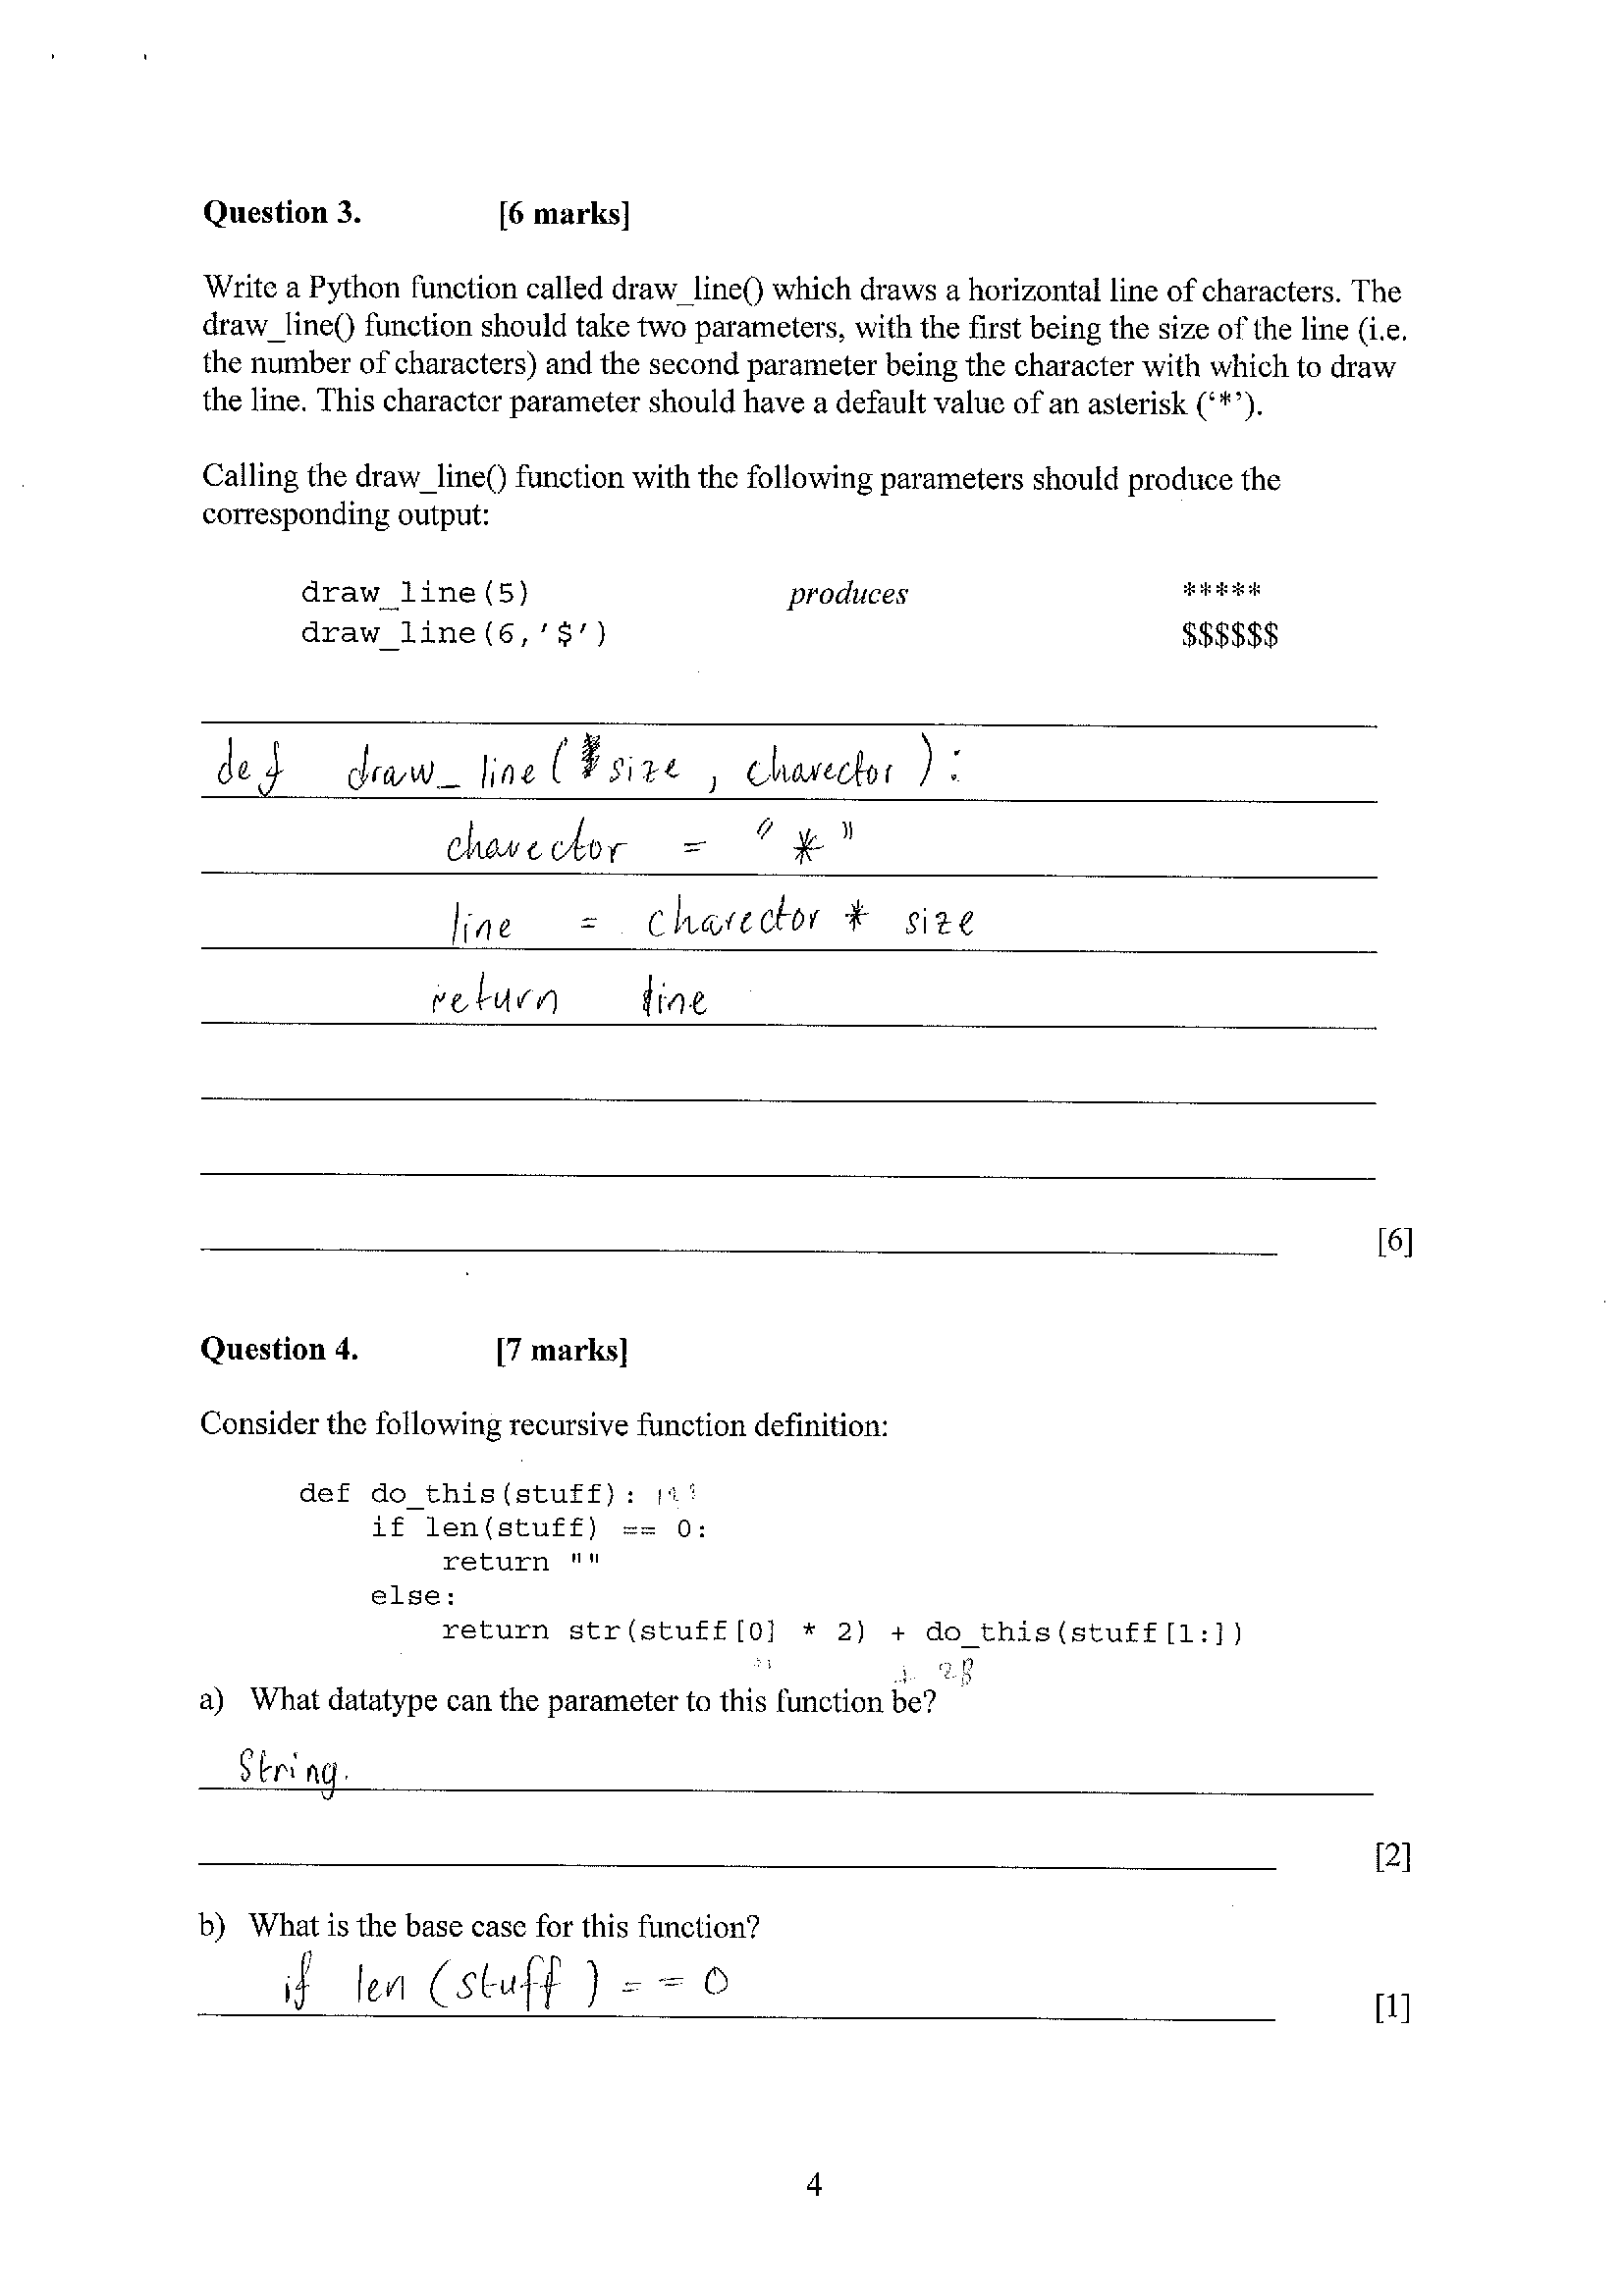 Question 3. [6 marks]
Write a Python function called draw_line() which draws a horizontal line of characters. The
draw_line() function should take two parameters, with the first being the size of the line (i.e.
the number of characters) and the second parameter being the character with which to draw
the line. This character parameter should have a default value of an asterisk (‘*’).
Calling the draw_line() function with the following parameters should produce the
corresponding output:
draw_line(5) produces *****
draw_line(6,'$') $$$$$$
def draw_line( size , charector ) :
charector = " * "
line = charector * size
return line
[6]
Question 4. [7 marks]
Consider the following recursive function definition:
def do_this(stuff):
if len(stuff) == 0:
return ""
else:
return str(stuff[0] * 2) + do_this(stuff[1:])
a) What datatype can the parameter to this function be?
String.
[2]
b) What is the base case for this function?
if len (stuff ) = = 0
[1]
4